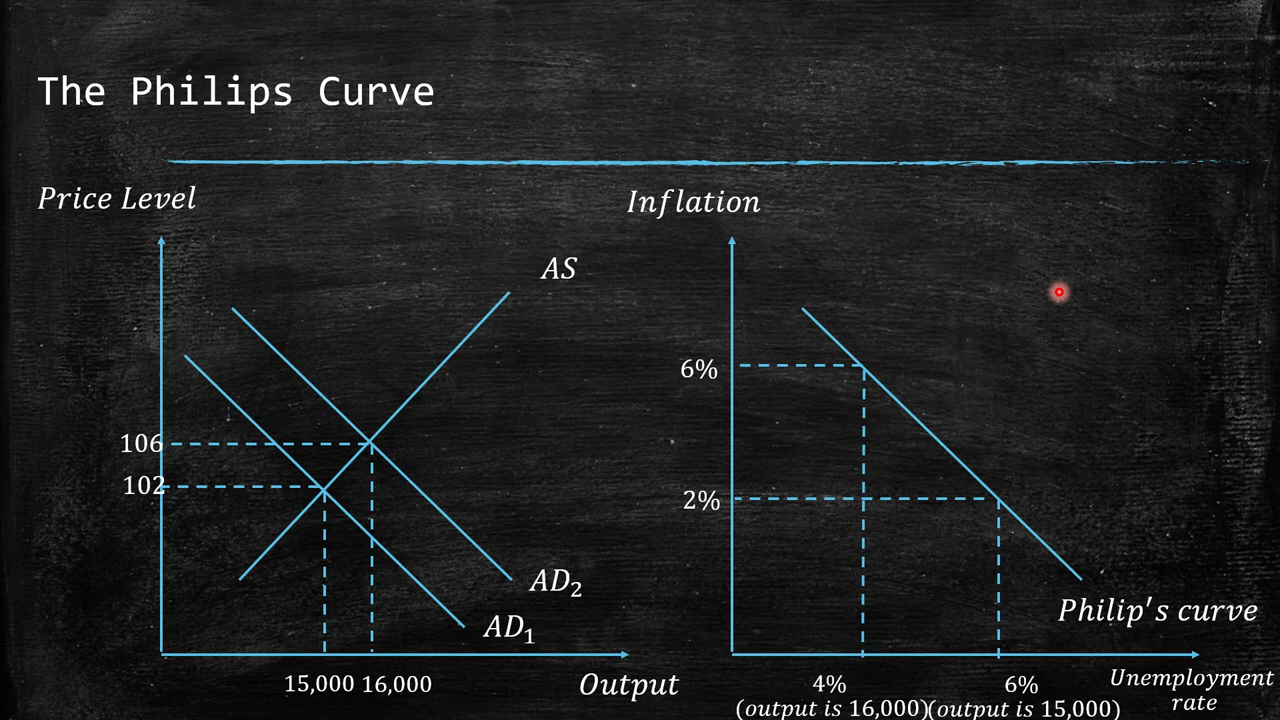 The Philips Curve
Price Level
Inflation
AS
6%
106
102
2%
AD₂
AD₁
Philip's curve
15,000 16,000
Output
4%
(output is 16,000)
6%
(output is 15,000)
Unemployment
rate